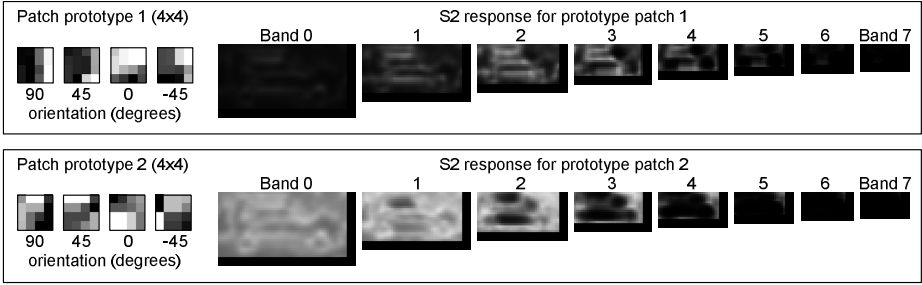 Patch prototype 1 (4x4)
S2 response for prototype patch 1
Band 0 1 2 3 4 5 6 Band 7
90 45 0 -45
orientation (degrees)
Patch prototype 2 (4x4)
S2 response for prototype patch 2
Band 0 1 2 3 4 5 6 Band 7
90 45 0 -45
orientation (degrees)